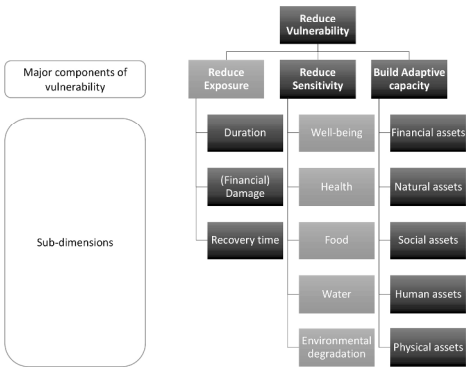 Reduce
Vulnerability
Major components of
vulnerability
Reduce
Exposure
Reduce
Sensitivity
Build Adaptive
capacity
Sub-dimensions
Duration
Well-being
Financial assets
(Financial)
Damage
Health
Natural assets
Recovery time
Food
Social assets
Water
Human assets
Environmental
degradation
Physical assets